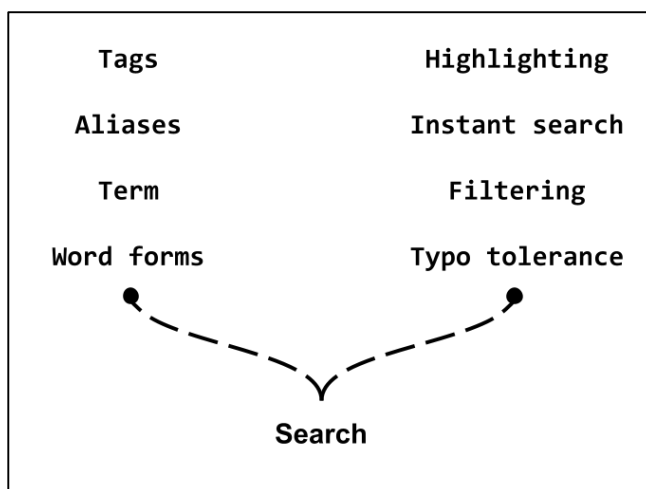 Tags
Aliases
Term
Word forms
Highlighting
Instant search
Filtering
Typo tolerance
Search